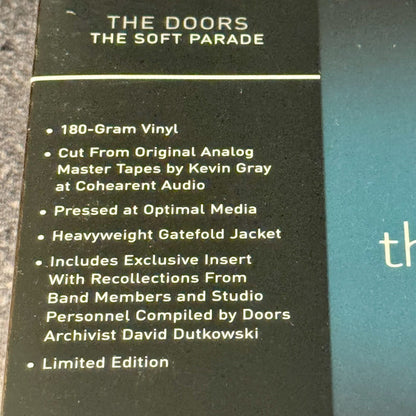 THE DOORS
THE SOFT PARADE
• 180-Gram Vinyl
• Cut From Original Analog
Master Tapes by Kevin Gray
at Cohearent Audio
• Pressed at Optimal Media
• Heavyweight Gatefold Jacket
• Includes Exclusive Insert
With Recollections From
Band Members and Studio
Personnel Compiled by Doors
Archivist David Dutkowski
• Limited Edition
th